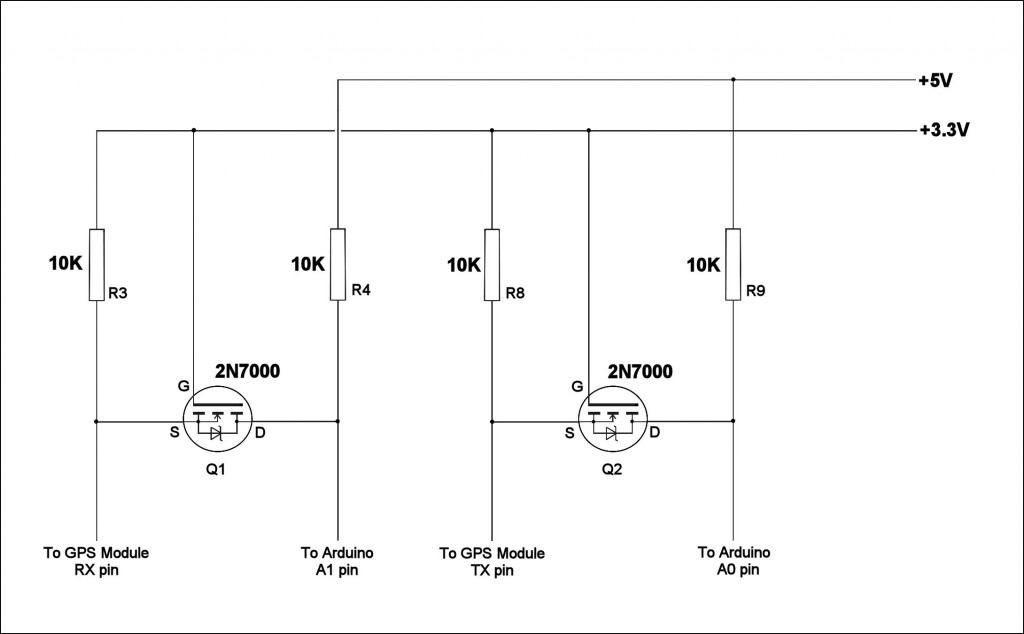 +5V
+3.3V
10K
R3
10K
R4
10K
R8
10K
R9
2N7000
G
S
D
Q1
2N7000
G
S
D
Q2
To GPS Module
RX pin
To Arduino
A1 pin
To GPS Module
TX pin
To Arduino
A0 pin